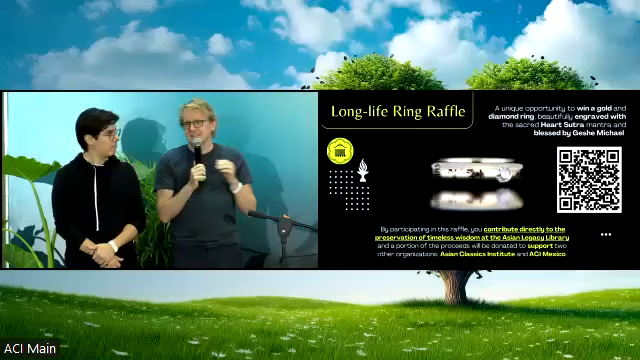 Long-life Ring Raffle
A unique opportunity to win a gold and
diamond ring, beautifully engraved with
the sacred Heart Sutra mantra and
blessed by Geshe Michael
By participating in this raffle, you contribute directly to the
preservation of timeless wisdom at the Asian Legacy Library
and a portion of the proceeds will be donated to support two
other organizations: Asian Classics Institute and ACI Mexico
ACI Main